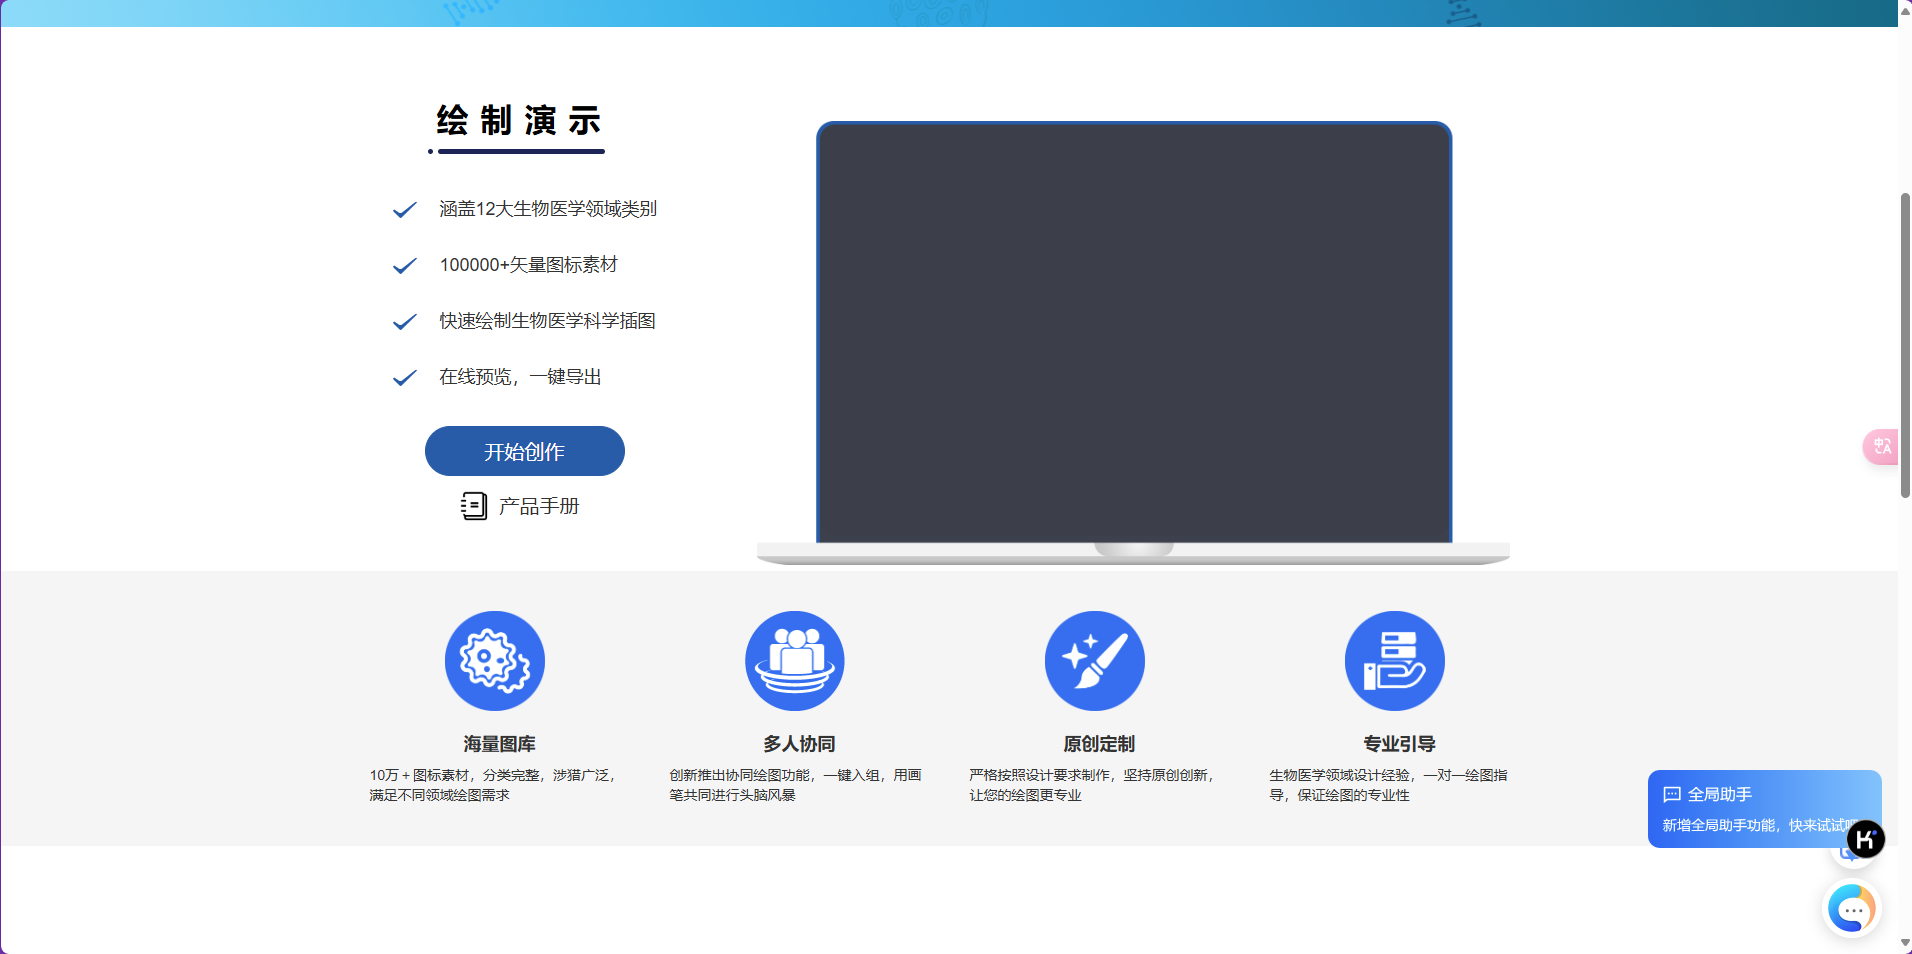 绘制演示
涵盖12大生物医学领域类别
100000+矢量图标素材
快速绘制生物医学科学插图
在线预览，一键导出
开始创作
产品手册
海量图库
10万＋图标素材，分类完整，涉猎广泛，
满足不同领域绘图需求
多人协同
创新推出协同绘图功能，一键入组，用画
笔共同进行头脑风暴
原创定制
严格按照设计要求制作，坚持原创创新，
让您的绘图更专业
专业引导
生物医学领域设计经验，一对一绘图指
导，保证绘图的专业性
全局助手
新增全局助手功能，快来试试